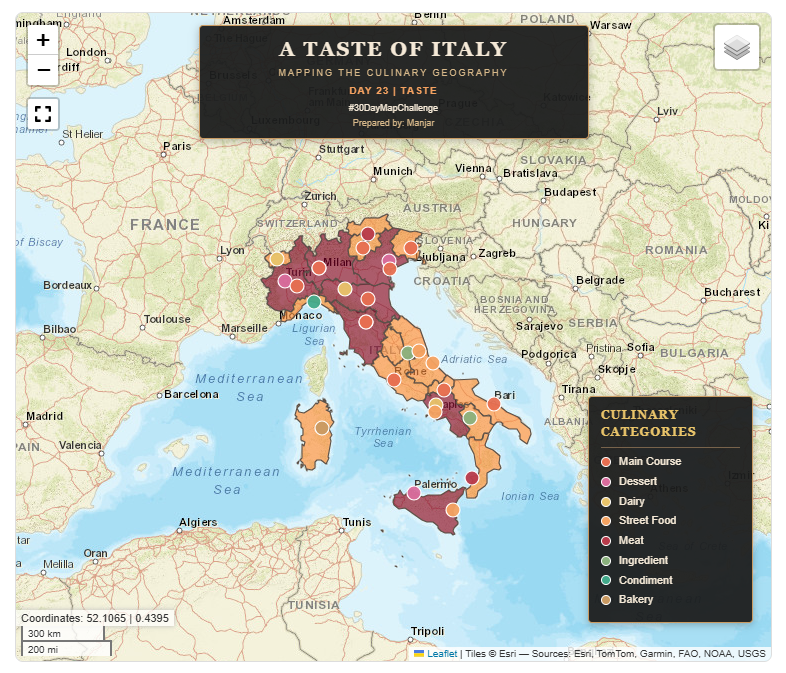 A TASTE OF ITALY
MAPPING THE CULINARY GEOGRAPHY
DAY 23 | TASTE
#30DayMapChallenge
Prepared by: Manjar
+
−
Amsterdam
Berlin
POLAND
Warsaw
London
St Helier
Paris
Stuttgart
Munich
Vienna
Bratislava
SLOVAKIA
Lviv
Budapest
Zurich
AUSTRIA
SWITZERLAND
HUNGARY
FRANCE
Lyon
SLOVENIA
Ljubljana
Zagreb
ROMANIA
Milan
Turin
CROATIA
Bordeaux
Belgrade
Bucharest
BOSNIA AND
HERZEGOVINA
Monaco
Toulouse
Marseille
Ligurian
Sea
Sarajevo
SERBIA
Bilbao
Pristina
Sofia
BULGARIA
Podgorica
Skopje
Adriatic Sea
Rome
Mediterranean
Sea
Barcelona
Tirana
Bari
Madrid
Valencia
Tyrrhenian
Sea
Mediterranean
Sea
Palermo
Ionian Sea
Algiers
Tunis
Oran
Melilla
TUNISIA
Tripoli
CULINARY
CATEGORIES
Main Course
Dessert
Dairy
Street Food
Meat
Ingredient
Condiment
Bakery
Coordinates: 52.1065 | 0.4395
300 km
200 mi
Leaflet | Tiles © Esri — Sources: Esri, TomTom, Garmin, FAO, NOAA, USGS